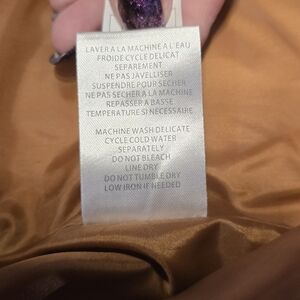 LAVER A LA MACHINE A L'EAU
FROIDE CYCLE DELICAT
SEPAREMENT
NE PAS JAVELLISER
SUSPENDRE POUR SECHER
NE PAS SECHER A LA MACHINE
REPASSER A BASSE
TEMPERATURE SI NECESSAIRE
MACHINE WASH DELICATE
CYCLE COLD WATER
SEPARATELY
DO NOT BLEACH
LINE DRY
DO NOT TUMBLE DRY
LOW IRON IF NEEDED